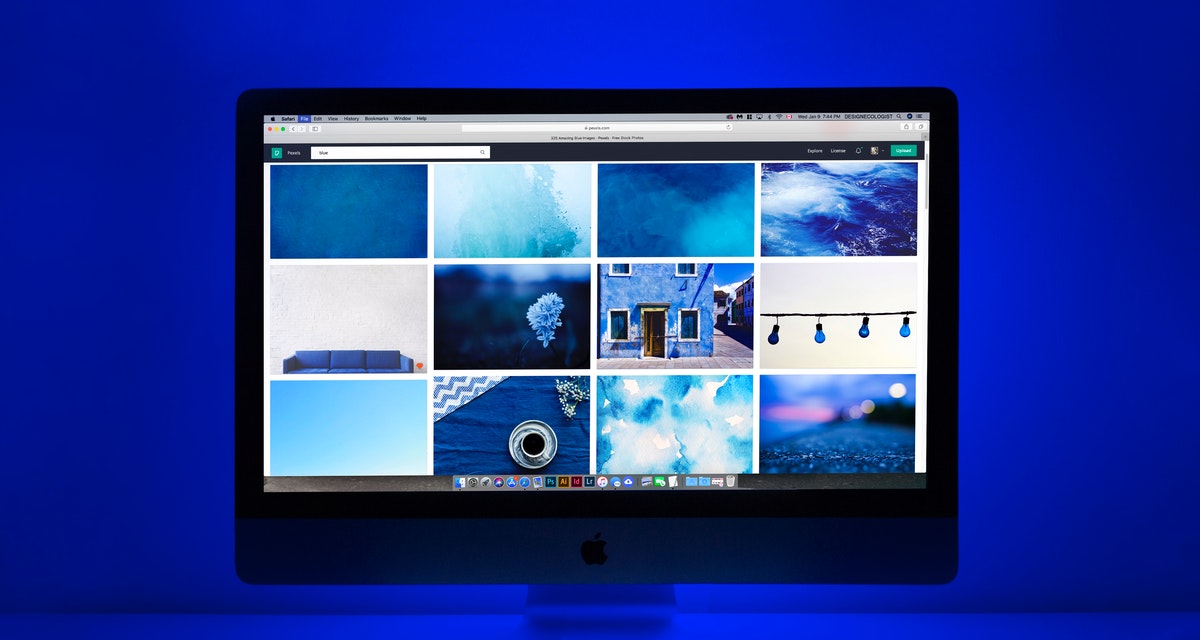 Safari File Edit View History Bookmarks Window Help
Wed Jan 9 7:44 PM DESIGNECOLOGIST
pexels.com
335 Amazing Blue Images · Pexels · Free Stock Photos
Pexels
blue
Explore License
Upload
Ps Ai Id Lr